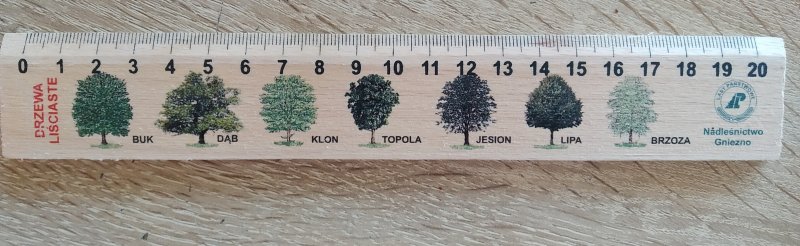 0 1 2 3 4 5 6 7 8 9 10 11 12 13 14 15 16 17 18 19 20
DRZEWA
LIŚCIASTE
BUK
DĄB
KLON
TOPOLA
JESION
LIPA
BRZOZA
Nadleśnictwo
Gniezno